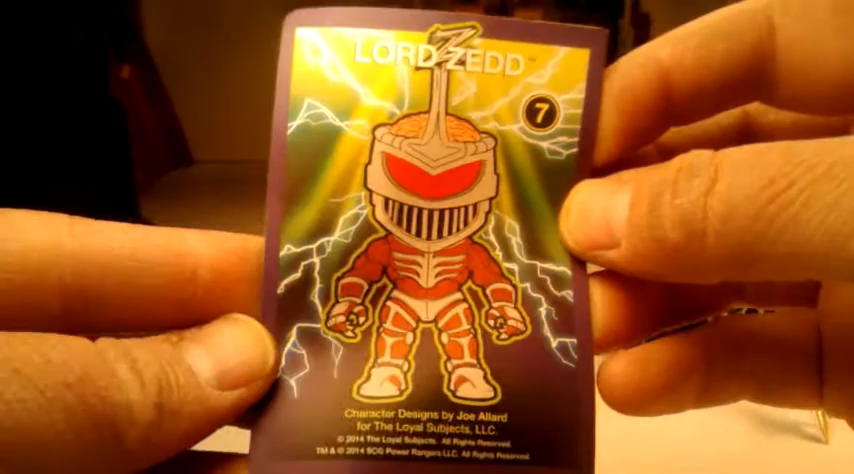 LORD ZEDD™
7
Character Designs by Joe Allard
for The Loyal Subjects, LLC.
© 2014 The Loyal Subjects. All Rights Reserved.
TM & © 2014 SCG Power Rangers LLC. All Rights Reserved.